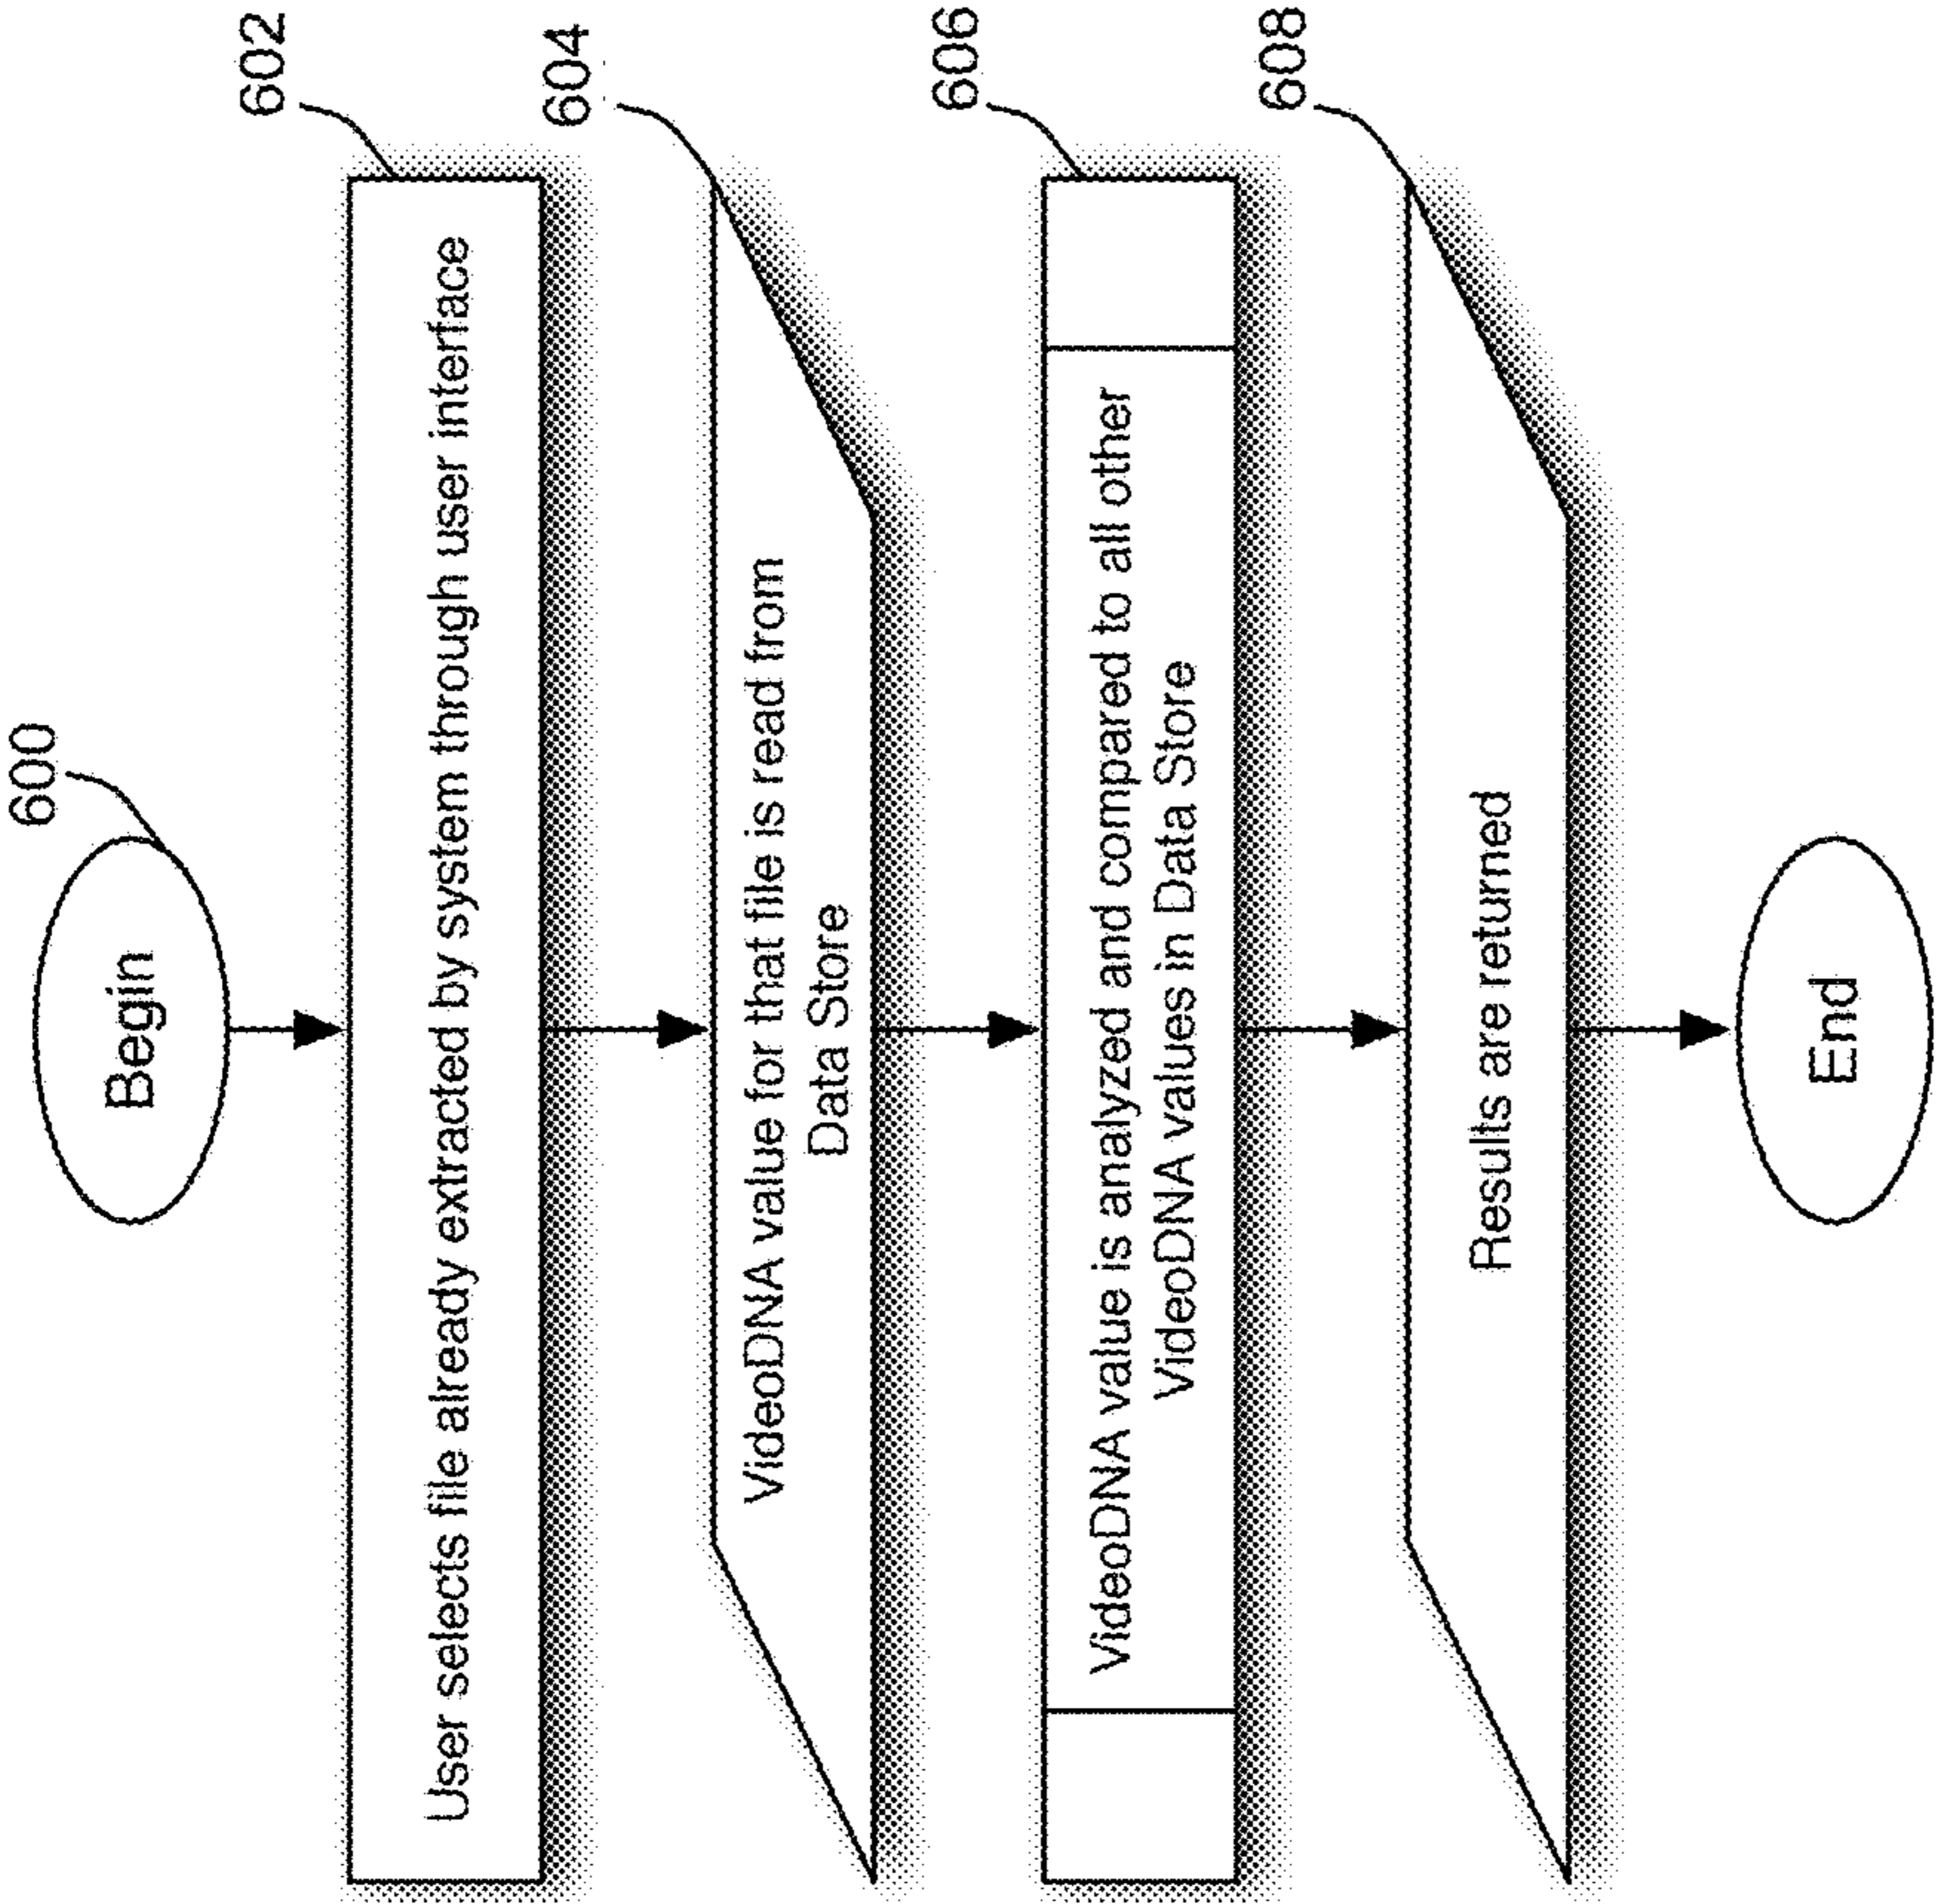 600
Begin
602
User selects file already extracted by system through user interface
604
VideoDNA value for that file is read from
Data Store
606
VideoDNA value is analyzed and compared to all other
VideoDNA values in Data Store
608
Results are returned
End